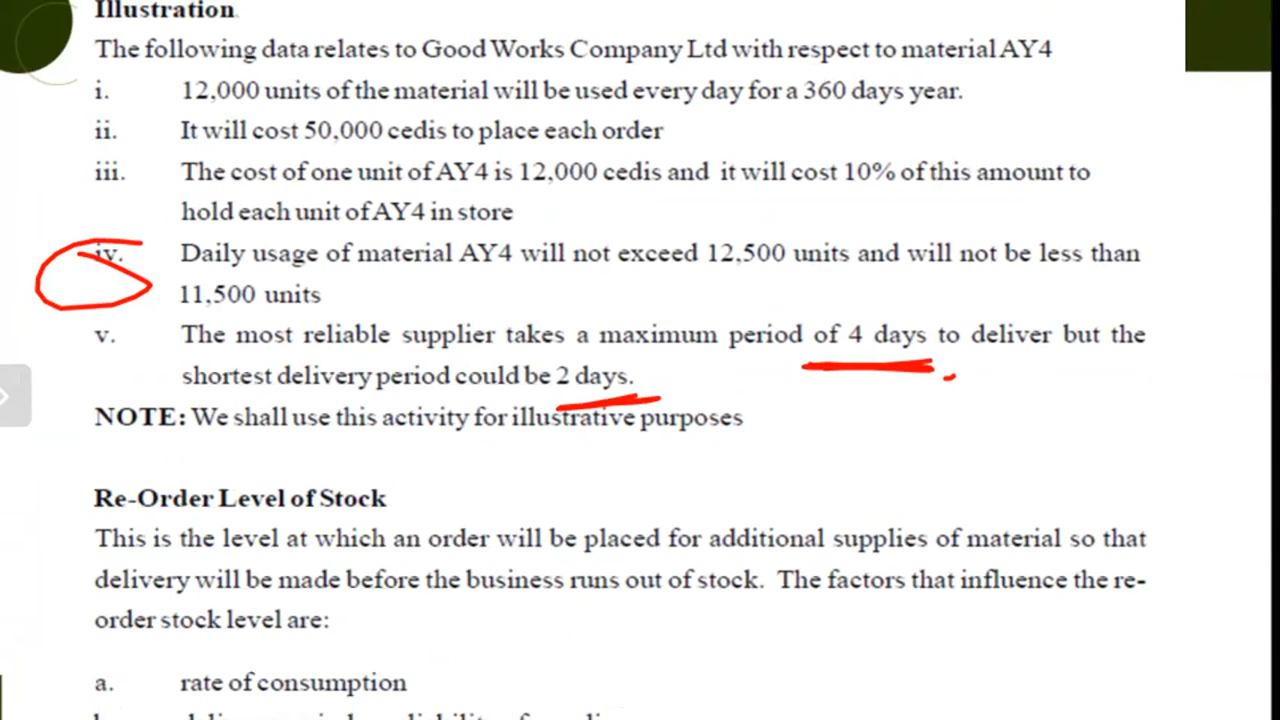 Illustration
The following data relates to Good Works Company Ltd with respect to material AY4
i. 12,000 units of the material will be used every day for a 360 days year.
ii. It will cost 50,000 cedis to place each order
iii. The cost of one unit of AY4 is 12,000 cedis and it will cost 10% of this amount to
hold each unit of AY4 in store
iv. Daily usage of material AY4 will not exceed 12,500 units and will not be less than
11,500 units
v. The most reliable supplier takes a maximum period of 4 days to deliver but the
shortest delivery period could be 2 days.
NOTE: We shall use this activity for illustrative purposes
Re-Order Level of Stock
This is the level at which an order will be placed for additional supplies of material so that
delivery will be made before the business runs out of stock. The factors that influence the re-
order stock level are:
a. rate of consumption